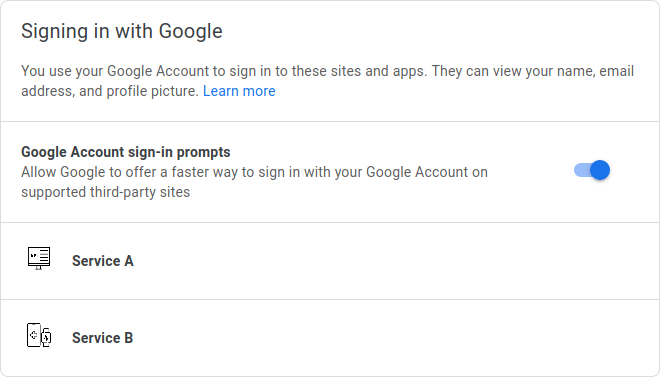 Signing in with Google
You use your Google Account to sign in to these sites and apps. They can view your name, email
address, and profile picture. Learn more
Google Account sign-in prompts
Allow Google to offer a faster way to sign in with your Google Account on
supported third-party sites
Service A
Service B